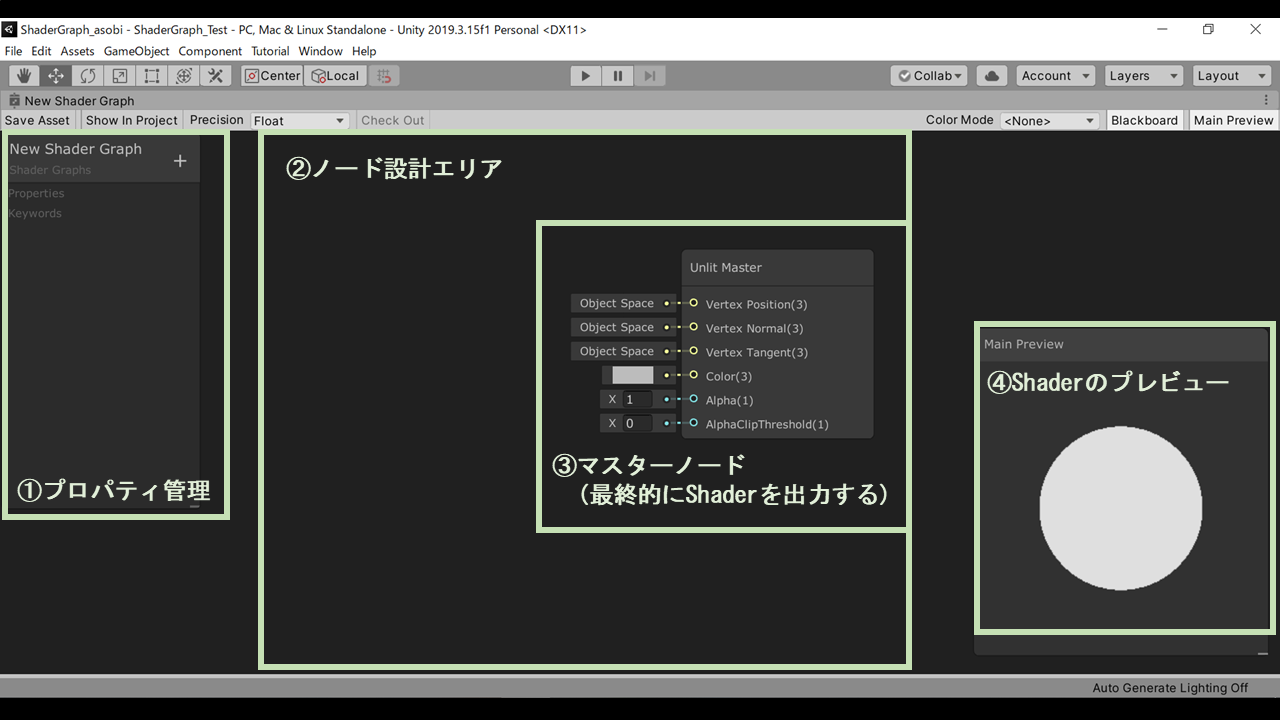 ShaderGraph_asobi - ShaderGraph_Test - PC, Mac & Linux Standalone - Unity 2019.3.15f1 Personal <DX11>
File Edit Assets GameObject Component Tutorial Window Help
Center Local Collab Account Layers Layout
New Shader Graph
Save Asset Show In Project Precision Float Check Out Color Mode <None> Blackboard Main Preview
New Shader Graph
Shader Graphs
Properties
Keywords
①プロパティ管理
②ノード設計エリア
Unlit Master
Object Space Vertex Position(3)
Object Space Vertex Normal(3)
Object Space Vertex Tangent(3)
Color(3)
X 1 Alpha(1)
X 0 AlphaClipThreshold(1)
③マスターノード
（最終的にShaderを出力する）
Main Preview
④Shaderのプレビュー
Auto Generate Lighting Off